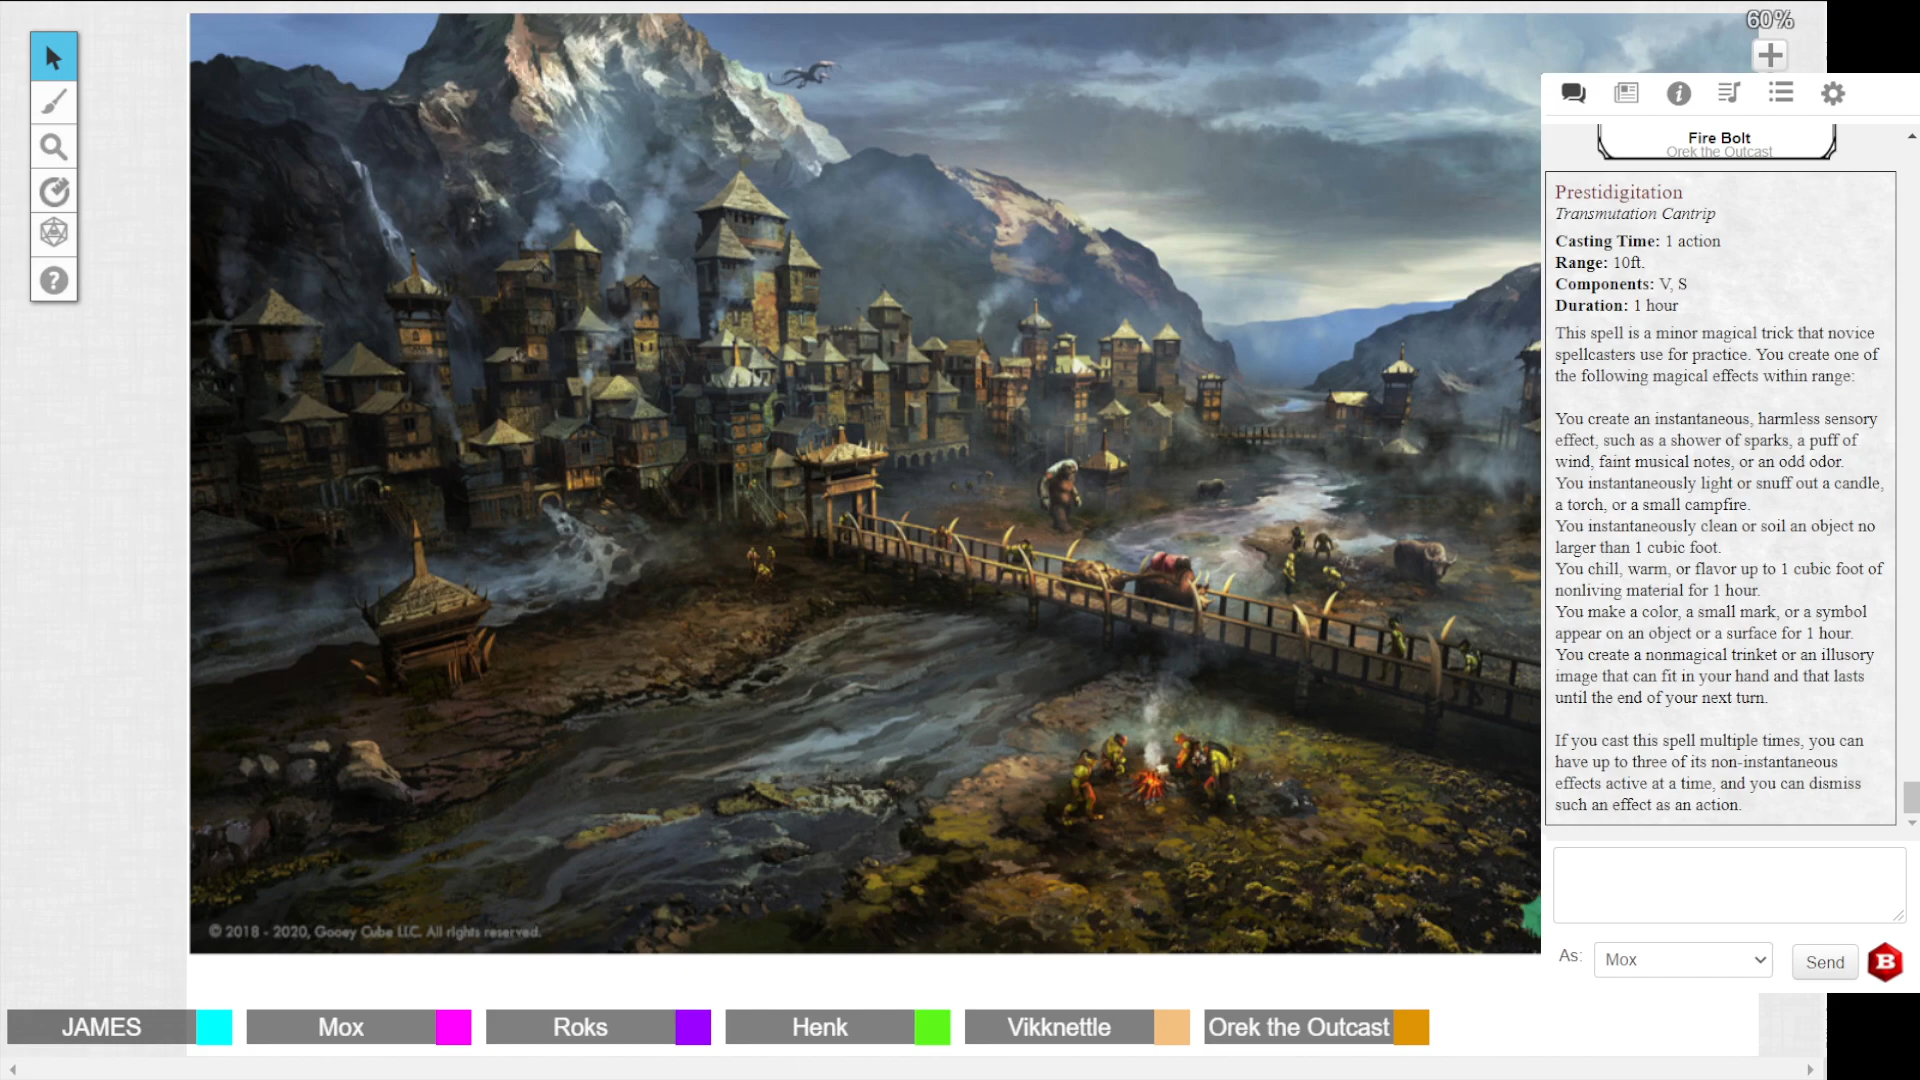 60%
Fire Bolt
Orek the Outcast
Prestidigitation
Transmutation Cantrip
Casting Time: 1 action
Range: 10ft.
Components: V, S
Duration: 1 hour
This spell is a minor magical trick that novice
spellcasters use for practice. You create one of
the following magical effects within range:
You create an instantaneous, harmless sensory
effect, such as a shower of sparks, a puff of
wind, faint musical notes, or an odd odor.
You instantaneously light or snuff out a candle,
a torch, or a small campfire.
You instantaneously clean or soil an object no
larger than 1 cubic foot.
You chill, warm, or flavor up to 1 cubic foot of
nonliving material for 1 hour.
You make a color, a small mark, or a symbol
appear on an object or a surface for 1 hour.
You create a nonmagical trinket or an illusory
image that can fit in your hand and that lasts
until the end of your next turn.
If you cast this spell multiple times, you can
have up to three of its non-instantaneous
effects active at a time, and you can dismiss
such an effect as an action.
© 2018 - 2020, Gooey Cube LLC. All rights reserved.
As: Mox Send B
JAMES Mox Roks Henk Vikknettle Orek the Outcast